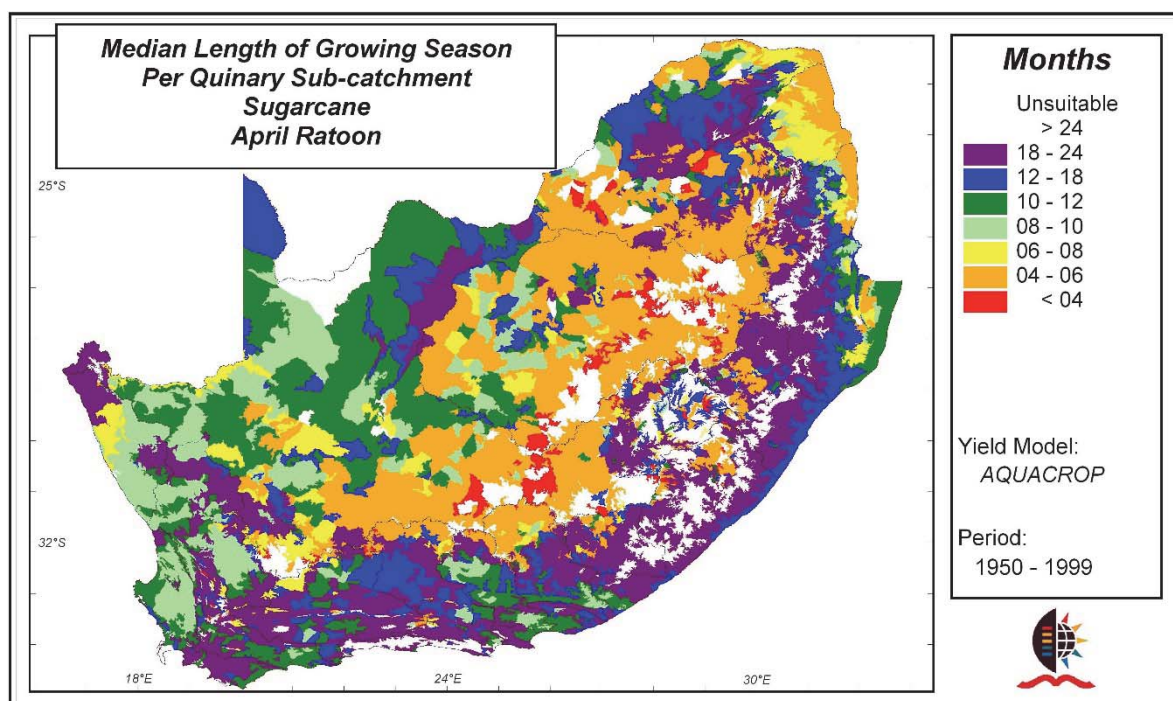 Median Length of Growing Season
Per Quinary Sub-catchment
Sugarcane
April Ratoon
Months
Unsuitable
> 24
18 - 24
12 - 18
10 - 12
08 - 10
06 - 08
04 - 06
< 04
Yield Model:
AQUACROP
Period:
1950 - 1999
25°S
32°S
18°E
24°E
30°E